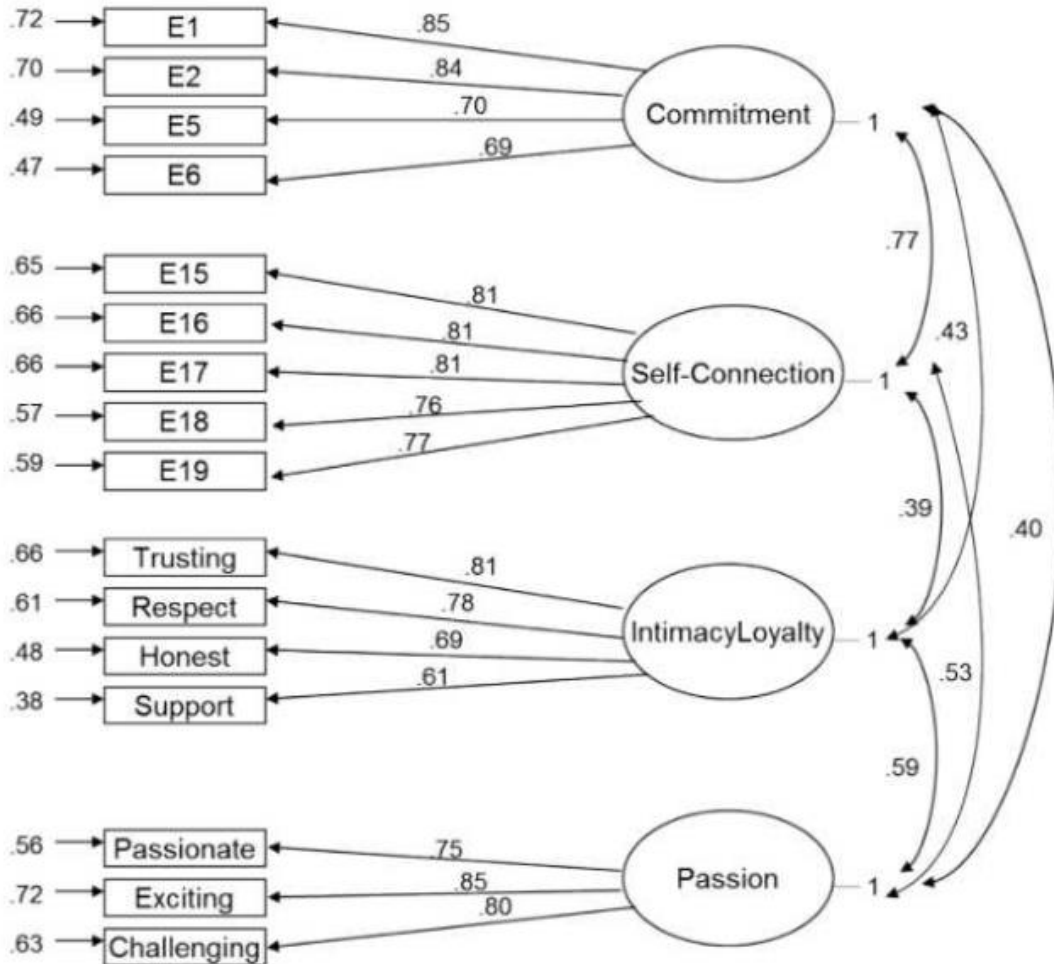 .72 E1 .85
.70 E2 .84
.49 E5 .70
.47 E6 .69
Commitment 1
.77
.65 E15 .81
.66 E16 .81
.66 E17 .81
.57 E18 .76
.59 E19 .77
Self-Connection 1
.43
.39
.40
.66 Trusting .81
.61 Respect .78
.48 Honest .69
.38 Support .61
IntimacyLoyalty 1
.53
.59
.56 Passionate .75
.72 Exciting .85
.63 Challenging .80
Passion 1